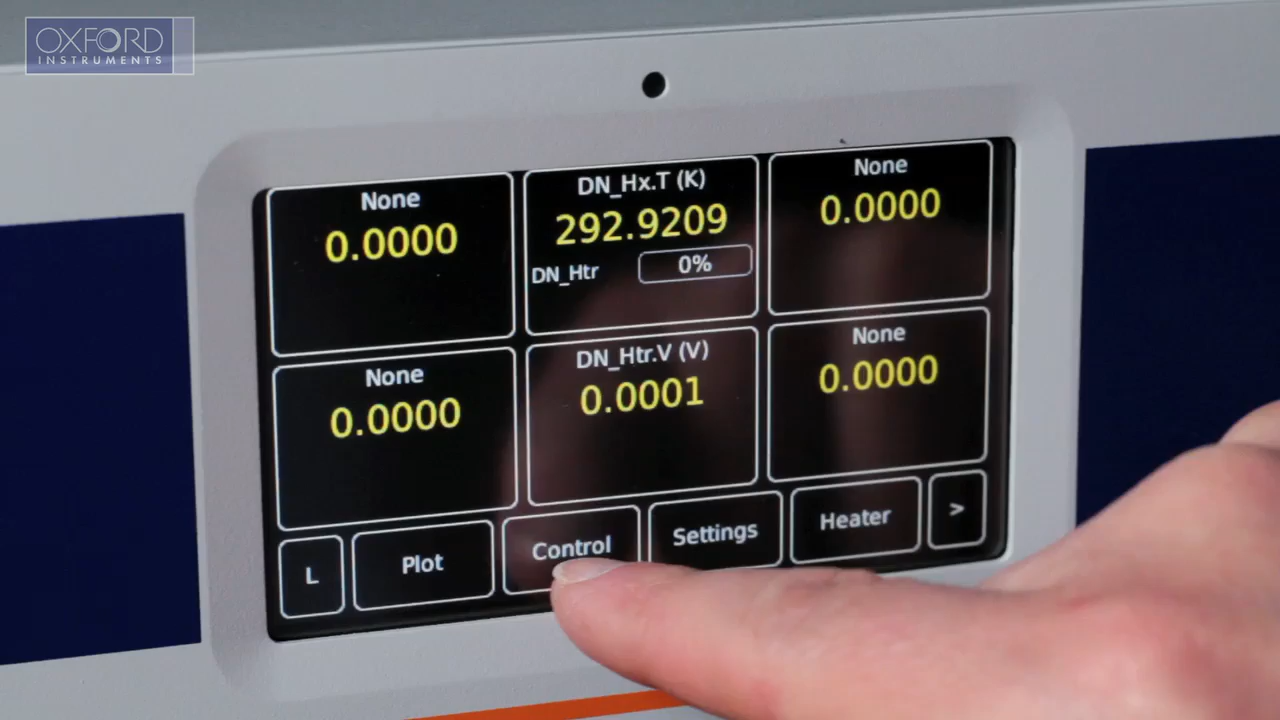 OXFORD
INSTRUMENTS
None
0.0000
DN_Hx.T (K)
292.9209
DN_Htr 0%
None
0.0000
None
0.0000
DN_Htr.V (V)
0.0001
None
0.0000
L
Plot
Control
Settings
Heater
>